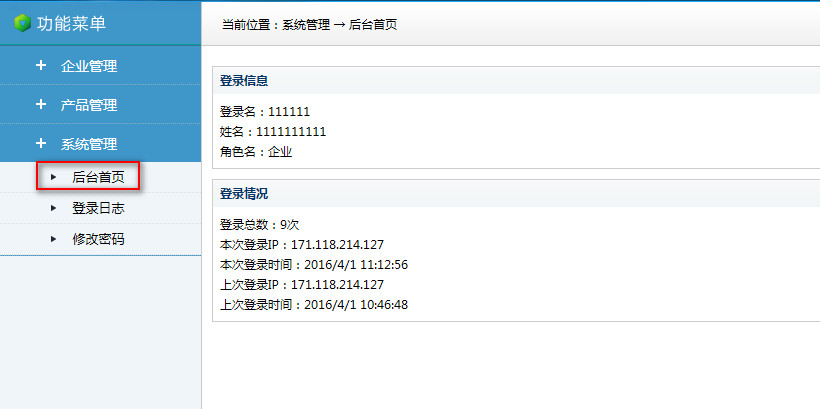 功能菜单
企业管理
产品管理
系统管理
后台首页
登录日志
修改密码
当前位置：系统管理 → 后台首页
登录信息
登录名：111111
姓名：1111111111
角色名：企业
登录情况
登录总数：9次
本次登录IP：171.118.214.127
本次登录时间：2016/4/1 11:12:56
上次登录IP：171.118.214.127
上次登录时间：2016/4/1 10:46:48